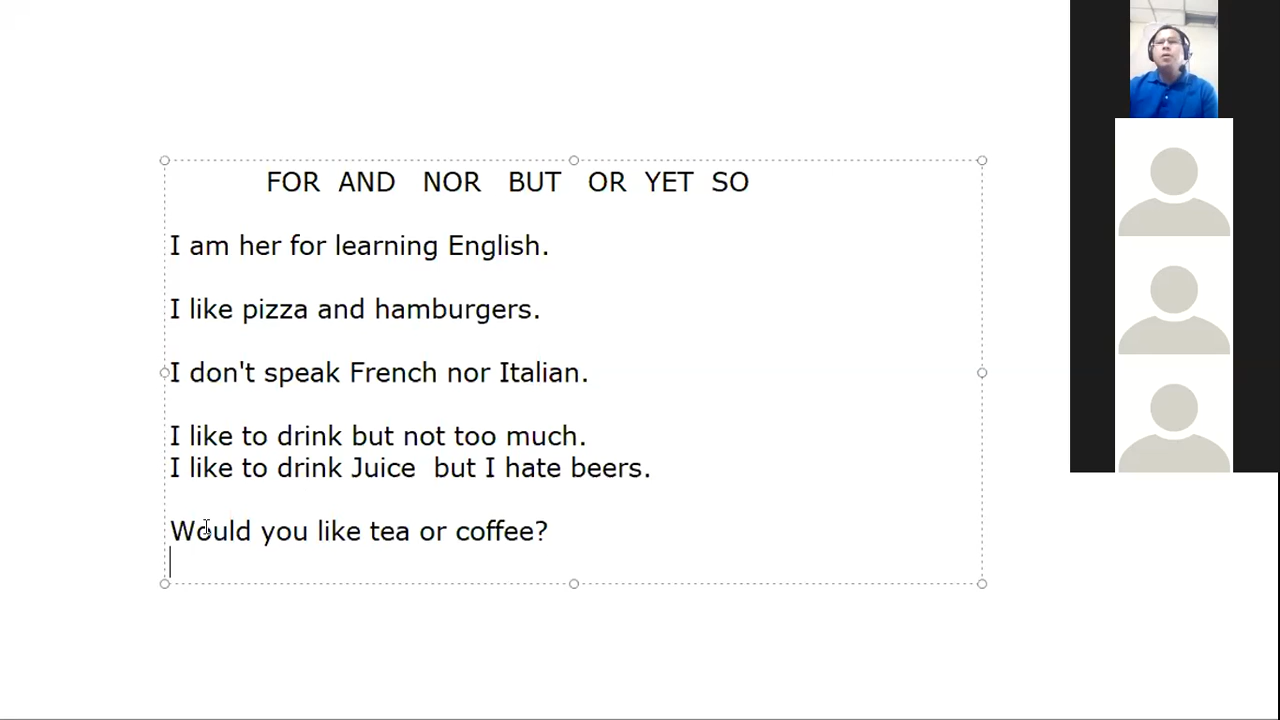 FOR AND NOR BUT OR YET SO
I am her for learning English.
I like pizza and hamburgers.
I don't speak French nor Italian.
I like to drink but not too much.
I like to drink Juice but I hate beers.
Would you like tea or coffee?